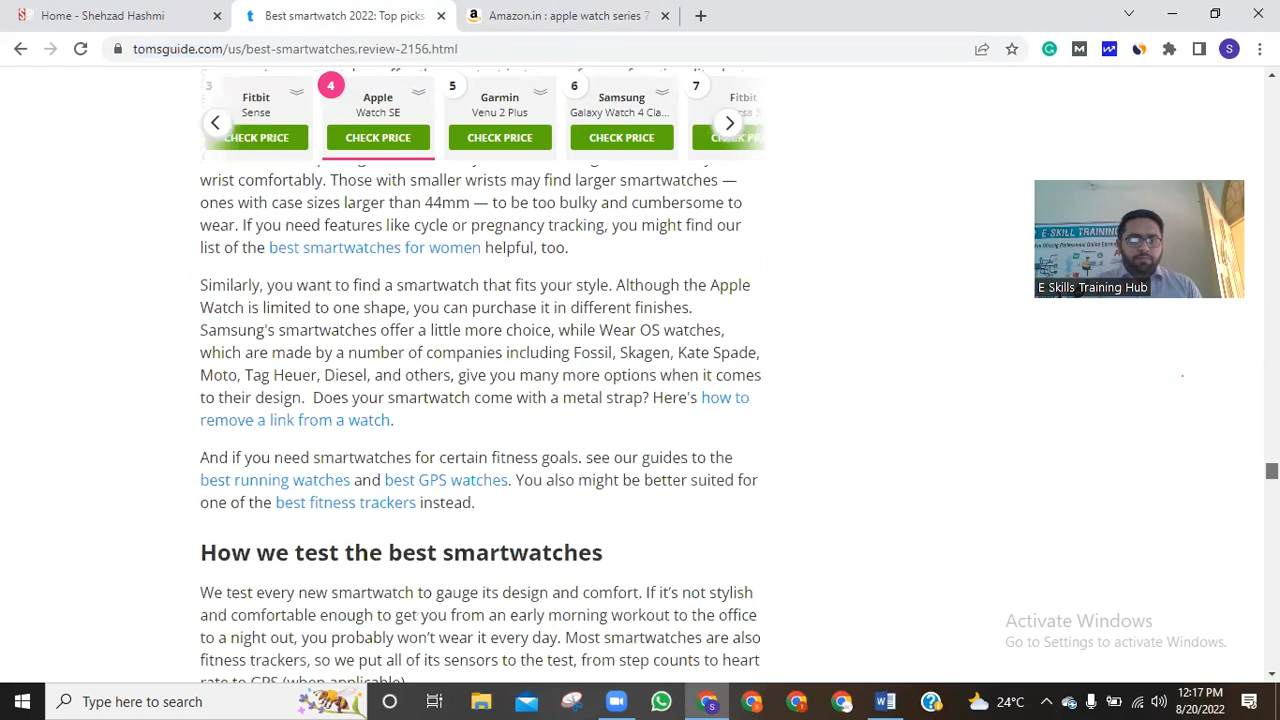 Home - Shehzad Hashmi
Best smartwatch 2022: Top picks
Amazon.in : apple watch series 7
tomsguide.com/us/best-smartwatches,review-2156.html
3
Fitbit
Sense
CHECK PRICE
4
Apple
Watch SE
CHECK PRICE
5
Garmin
Venu 2 Plus
CHECK PRICE
6
Samsung
Galaxy Watch 4 Cla...
CHECK PRICE
7
Fitbit
wrist comfortably. Those with smaller wrists may find larger smartwatches —
ones with case sizes larger than 44mm — to be too bulky and cumbersome to
wear. If you need features like cycle or pregnancy tracking, you might find our
list of the best smartwatches for women helpful, too.
Similarly, you want to find a smartwatch that fits your style. Although the Apple
Watch is limited to one shape, you can purchase it in different finishes.
Samsung's smartwatches offer a little more choice, while Wear OS watches,
which are made by a number of companies including Fossil, Skagen, Kate Spade,
Moto, Tag Heuer, Diesel, and others, give you many more options when it comes
to their design.  Does your smartwatch come with a metal strap? Here's how to
remove a link from a watch.
And if you need smartwatches for certain fitness goals. see our guides to the
best running watches and best GPS watches. You also might be better suited for
one of the best fitness trackers instead.
How we test the best smartwatches
We test every new smartwatch to gauge its design and comfort. If it's not stylish
and comfortable enough to get you from an early morning workout to the office
to a night out, you probably won't wear it every day. Most smartwatches are also
fitness trackers, so we put all of its sensors to the test, from step counts to heart
rate to GPS (when applicable).
E-SKILL TRAINING
E Skills Training Hub
Activate Windows
Go to Settings to activate Windows.
Type here to search
24°C
12:17 PM
8/20/2022